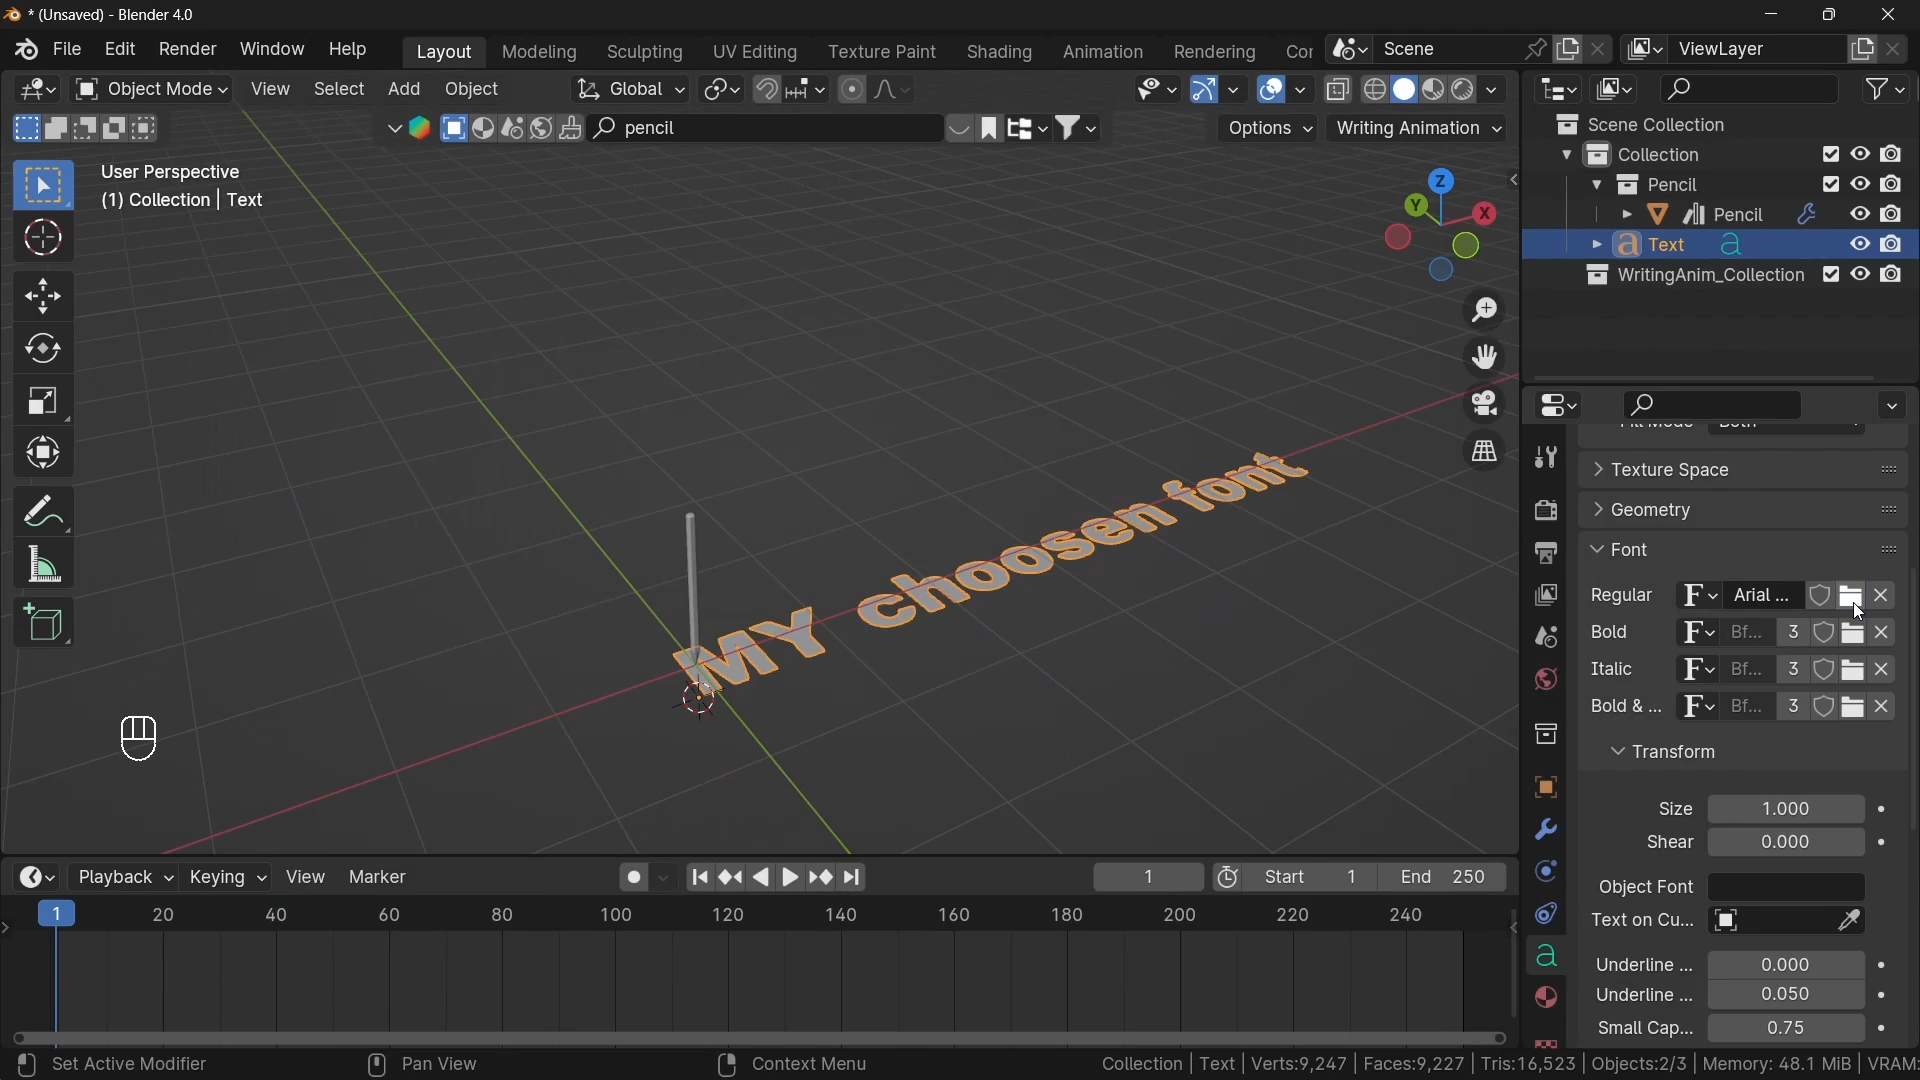 * (Unsaved) - Blender 4.0
File Edit Render Window Help
Layout Modeling Sculpting UV Editing Texture Paint Shading Animation Rendering Cor
Scene
ViewLayer
Object Mode
View Select Add Object
Global
pencil
Options
Writing Animation
Scene Collection
Collection
Pencil
Pencil
Text
WritingAnim_Collection
User Perspective
(1) Collection | Text
Z
Y
X
MY choosen font
Texture Space
Geometry
Font
Regular Arial ...
Bold Bf... 3
Italic Bf... 3
Bold & ... Bf... 3
Transform
Size 1.000
Shear 0.000
Object Font
Text on Cu...
Underline ... 0.000
Underline ... 0.050
Small Cap... 0.75
Playback Keying View Marker
1
Start 1
End 250
1 20 40 60 80 100 120 140 160 180 200 220 240
Set Active Modifier
Pan View
Context Menu
Collection | Text | Verts:9,247 | Faces:9,227 | Tris:16,523 | Objects:2/3 | Memory: 48.1 MiB | VRAM: